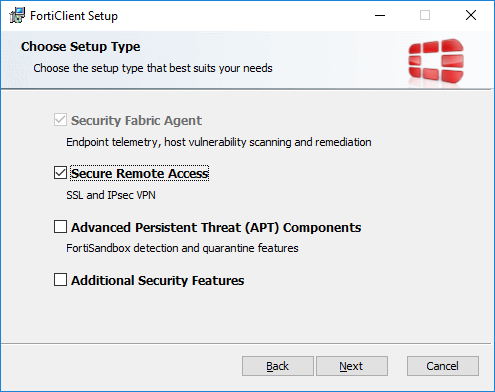 FortiClient Setup
Choose Setup Type
Choose the setup type that best suits your needs
Security Fabric Agent
Endpoint telemetry, host vulnerability scanning and remediation
Secure Remote Access
SSL and IPsec VPN
Advanced Persistent Threat (APT) Components
FortiSandbox detection and quarantine features
Additional Security Features
Back Next Cancel